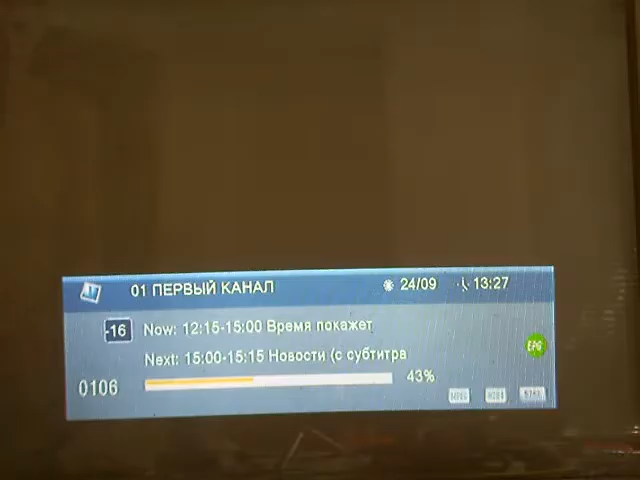 01 ПЕРВЫЙ КАНАЛ 24/09 13:27
-16 Now: 12:15-15:00 Время покажет
Next: 15:00-15:15 Новости (с субтитра
EPG
0106 43%